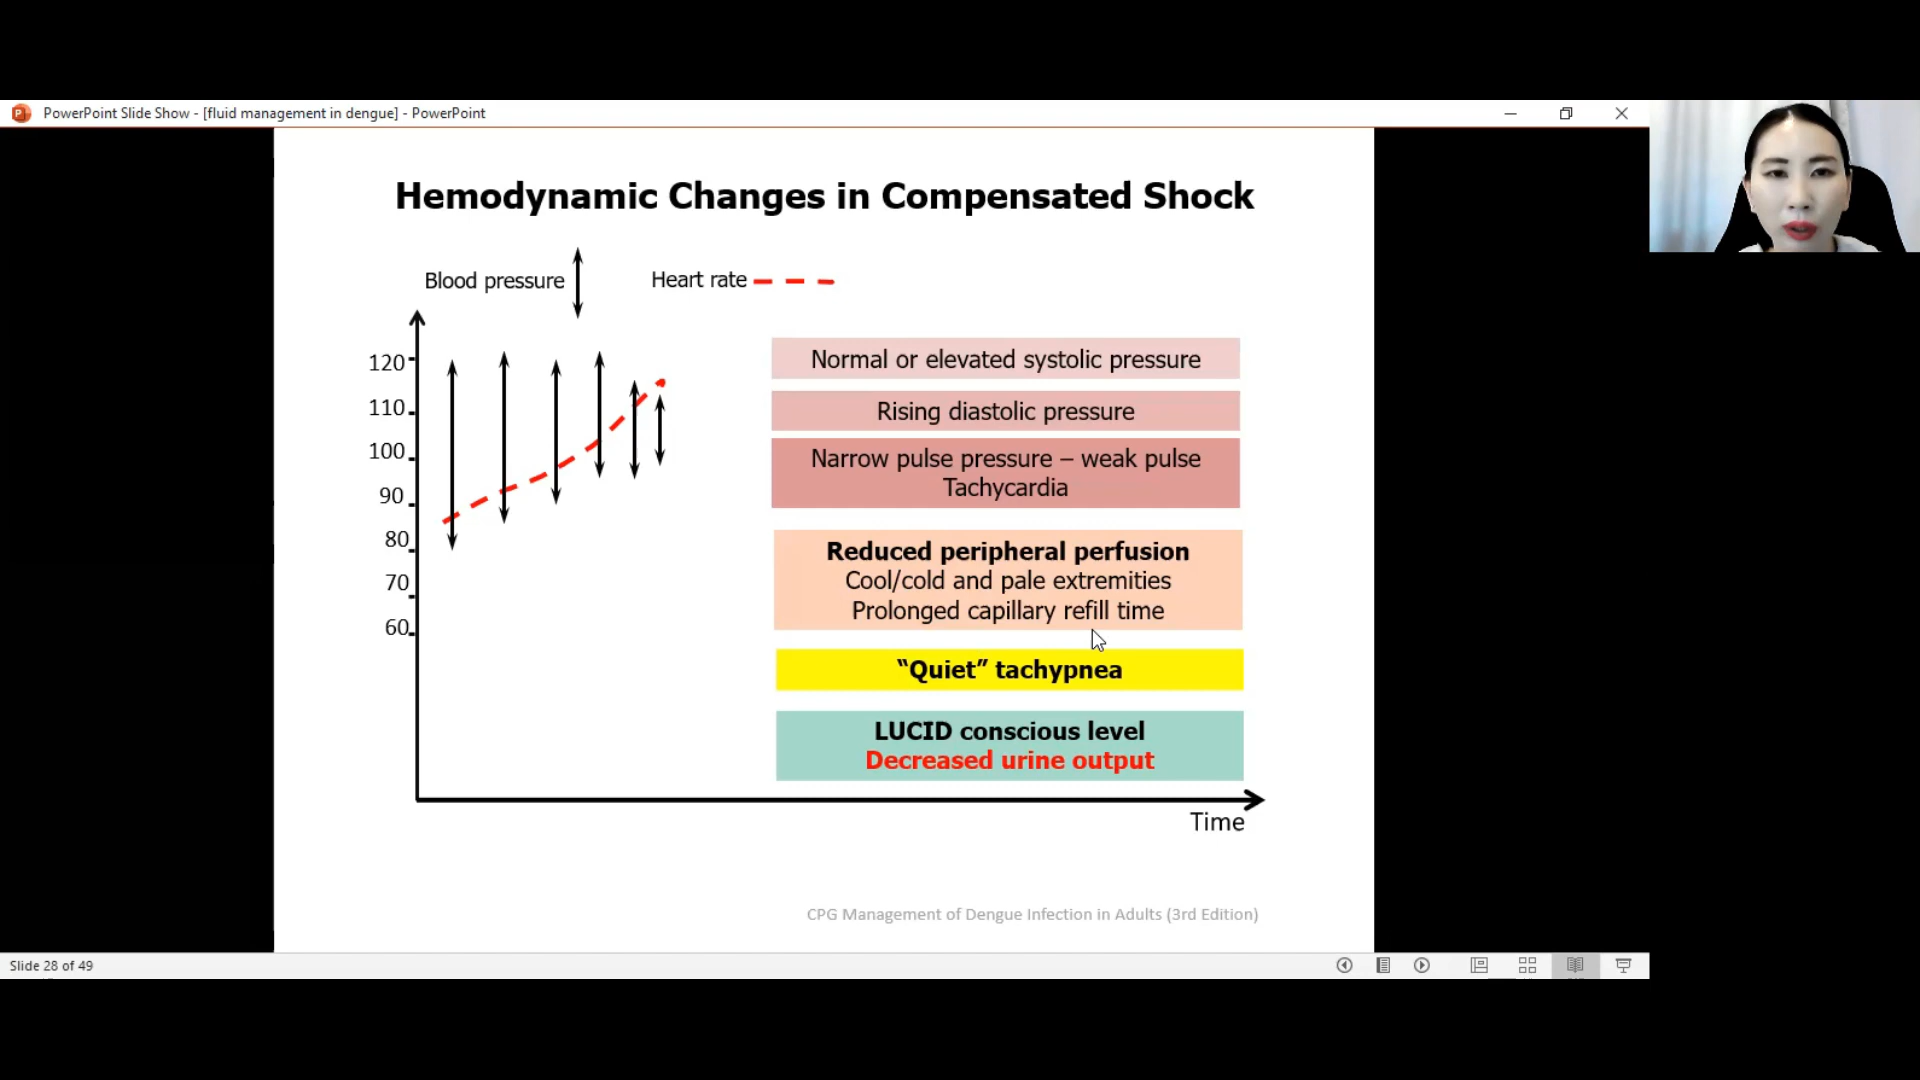 PowerPoint Slide Show - [fluid management in dengue] - PowerPoint
Hemodynamic Changes in Compensated Shock
Blood pressure
Heart rate
120
110
100
90
80
70
60
Normal or elevated systolic pressure
Rising diastolic pressure
Narrow pulse pressure – weak pulse
Tachycardia
Reduced peripheral perfusion
Cool/cold and pale extremities
Prolonged capillary refill time
“Quiet” tachypnea
LUCID conscious level
Decreased urine output
Time
CPG Management of Dengue Infection in Adults (3rd Edition)
Slide 28 of 49